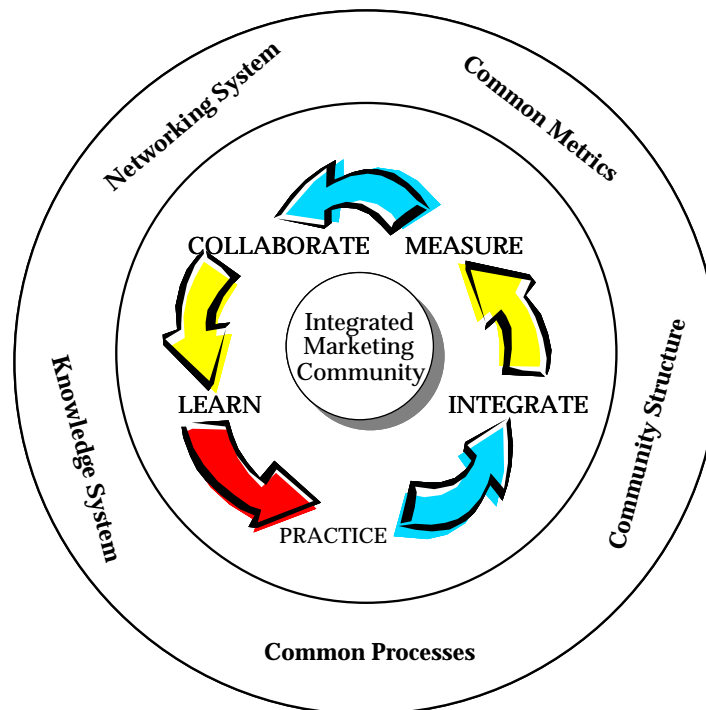 Networking System
Common Metrics
COLLABORATE
MEASURE
Integrated
Marketing
Community
Knowledge System
Community Structure
LEARN
INTEGRATE
PRACTICE
Common Processes